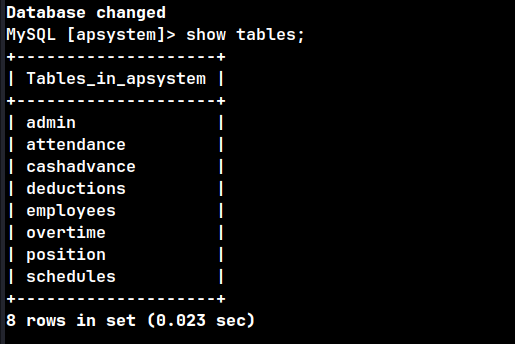 Database changed
MySQL [apsystem]> show tables;
+--------------------+
| Tables_in_apsystem |
+--------------------+
| admin              |
| attendance         |
| cashadvance        |
| deductions         |
| employees          |
| overtime           |
| position           |
| schedules          |
+--------------------+
8 rows in set (0.023 sec)